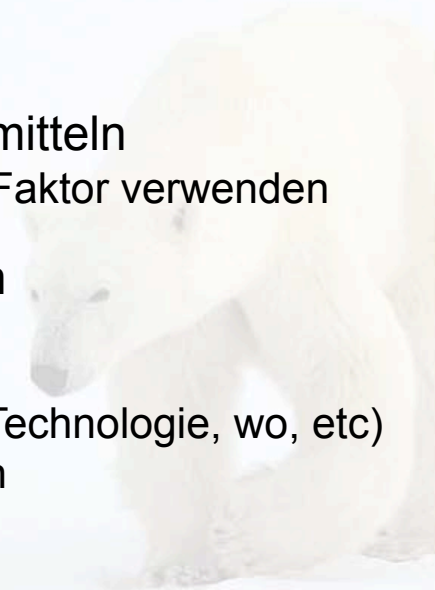 mitteln
Faktor verwenden
n
Technologie, wo, etc)
n